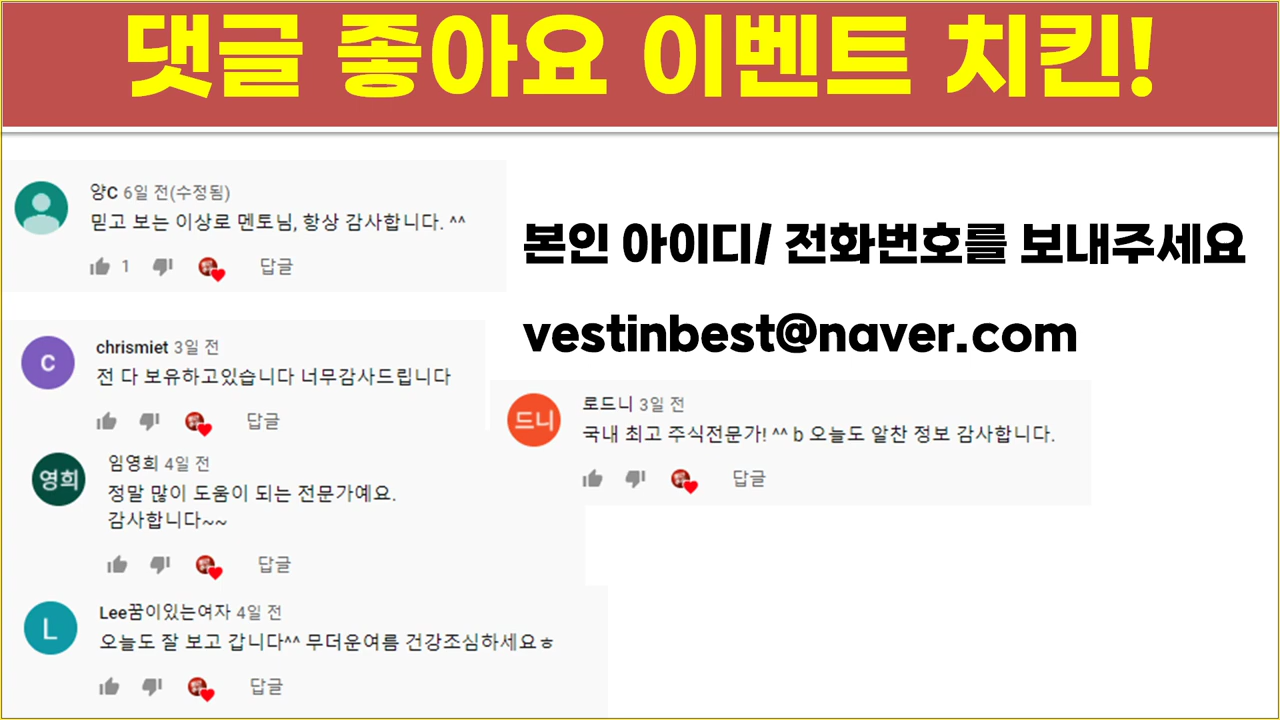 댓글 좋아요 이벤트 치킨!
양C 6일 전(수정됨)
믿고 보는 이상로 멘토님, 항상 감사합니다. ^^
1 답글
본인 아이디/ 전화번호를 보내주세요
vestinbest@naver.com
C
chrismiet 3일 전
전 다 보유하고있습니다 너무감사드립니다
답글
드니
로드니 3일 전
국내 최고 주식전문가! ^^ b 오늘도 알찬 정보 감사합니다.
답글
영희
임영희 4일 전
정말 많이 도움이 되는 전문가예요.
감사합니다~~
답글
L
Lee꿈이있는여자 4일 전
오늘도 잘 보고 갑니다^^ 무더운여름 건강조심하세요ㅎ
답글